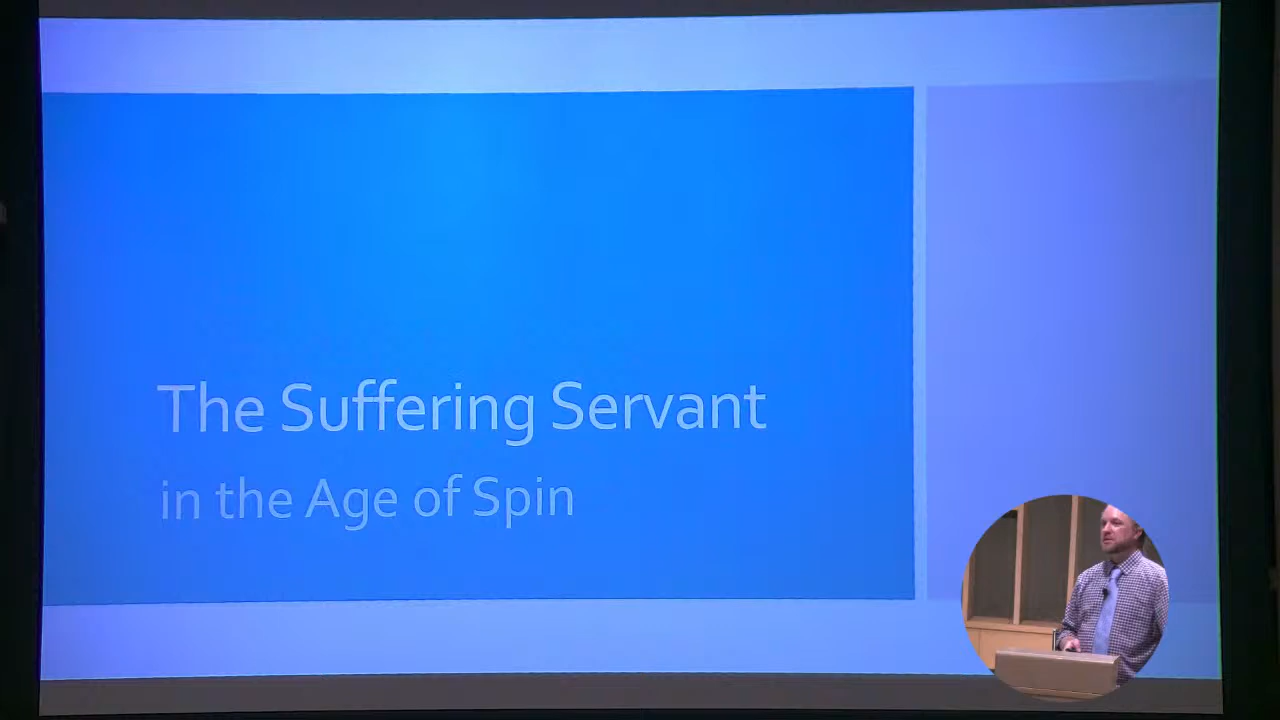 The Suffering Servant
in the Age of Spin